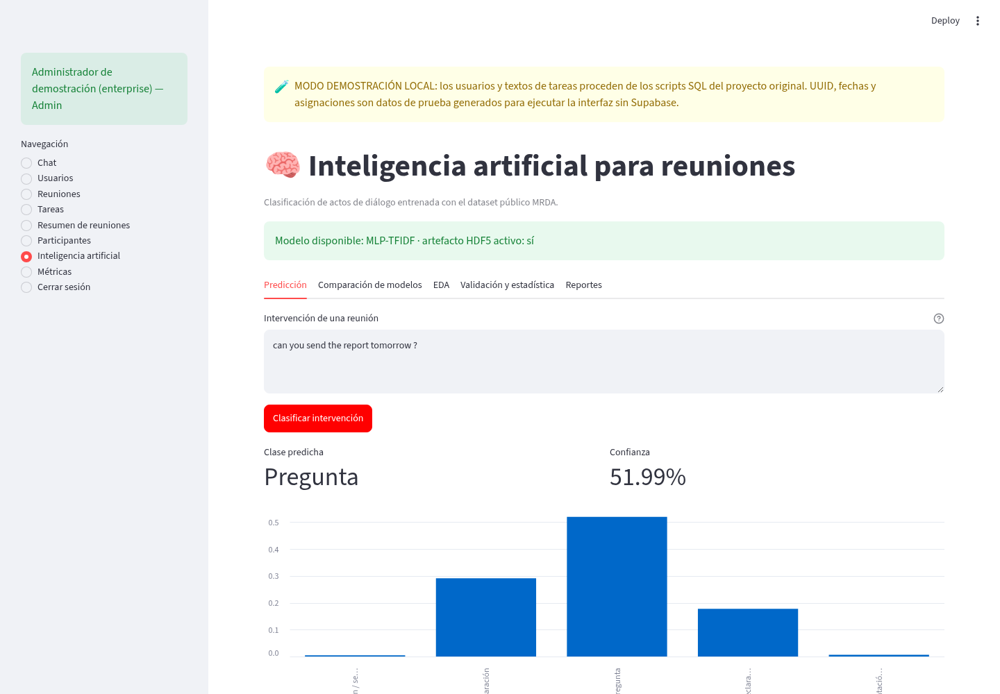 Deploy
Administrador de
demostración (enterprise) —
Admin
Navegación
Chat
Usuarios
Reuniones
Tareas
Resumen de reuniones
Participantes
Inteligencia artificial
Métricas
Cerrar sesión
MODO DEMOSTRACIÓN LOCAL: los usuarios y textos de tareas proceden de los scripts SQL del proyecto original. UUID, fechas y
asignaciones son datos de prueba generados para ejecutar la interfaz sin Supabase.
Inteligencia artificial para reuniones
Clasificación de actos de diálogo entrenada con el dataset público MRDA.
Modelo disponible: MLP-TFIDF · artefacto HDF5 activo: sí
Predicción Comparación de modelos EDA Validación y estadística Reportes
Intervención de una reunión
can you send the report tomorrow ?
Clasificar intervención
Clase predicha Confianza
Pregunta 51.99%
0.5
0.4
0.3
0.2
0.1
0.0